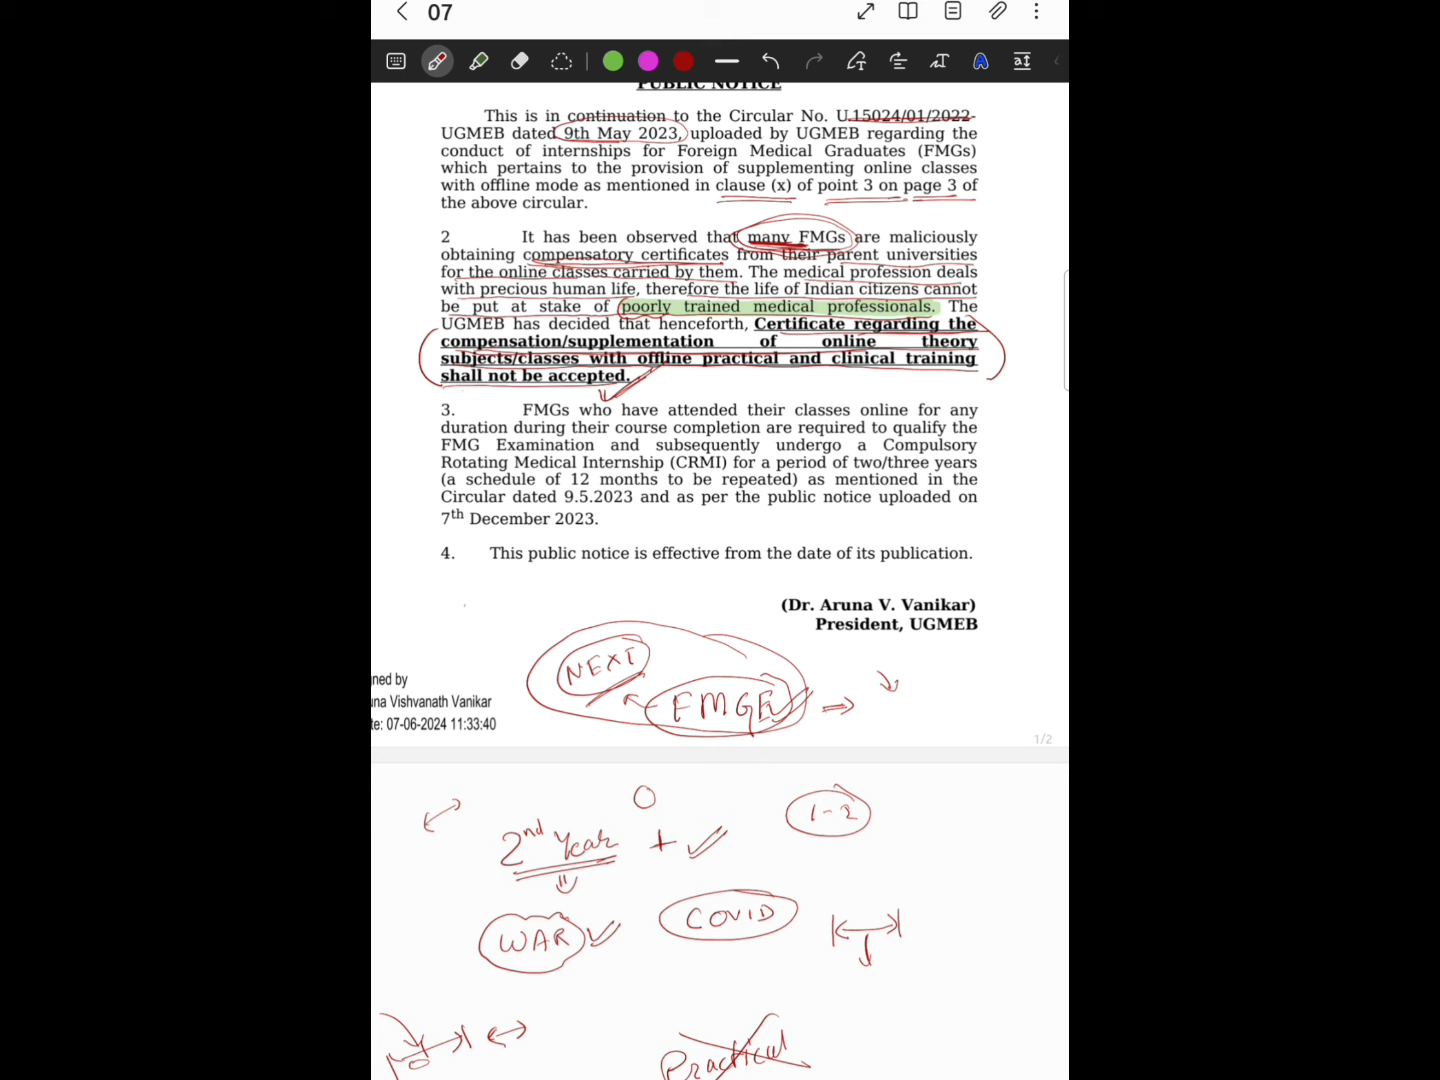 07
PUBLIC NOTICE
This is in continuation to the Circular No. U.15024/01/2022-
UGMEB dated 9th May 2023, uploaded by UGMEB regarding the
conduct of internships for Foreign Medical Graduates (FMGs)
which pertains to the provision of supplementing online classes
with offline mode as mentioned in clause (x) of point 3 on page 3 of
the above circular.
2 It has been observed that many FMGs are maliciously
obtaining compensatory certificates from their parent universities
for the online classes carried by them. The medical profession deals
with precious human life, therefore the life of Indian citizens cannot
be put at stake of poorly trained medical professionals. The
UGMEB has decided that henceforth, Certificate regarding the
compensation/supplementation of online theory
subjects/classes with offline practical and clinical training
shall not be accepted.
3. FMGs who have attended their classes online for any
duration during their course completion are required to qualify the
FMG Examination and subsequently undergo a Compulsory
Rotating Medical Internship (CRMI) for a period of two/three years
(a schedule of 12 months to be repeated) as mentioned in the
Circular dated 9.5.2023 and as per the public notice uploaded on
7th December 2023.
4. This public notice is effective from the date of its publication.
(Dr. Aruna V. Vanikar)
President, UGMEB
NEXT
ned by
na Vishvanath Vanikar
FMGE
te: 07-06-2024 11:33:40
1/2
1-2
2nd Year +
WAR COVID
Practical